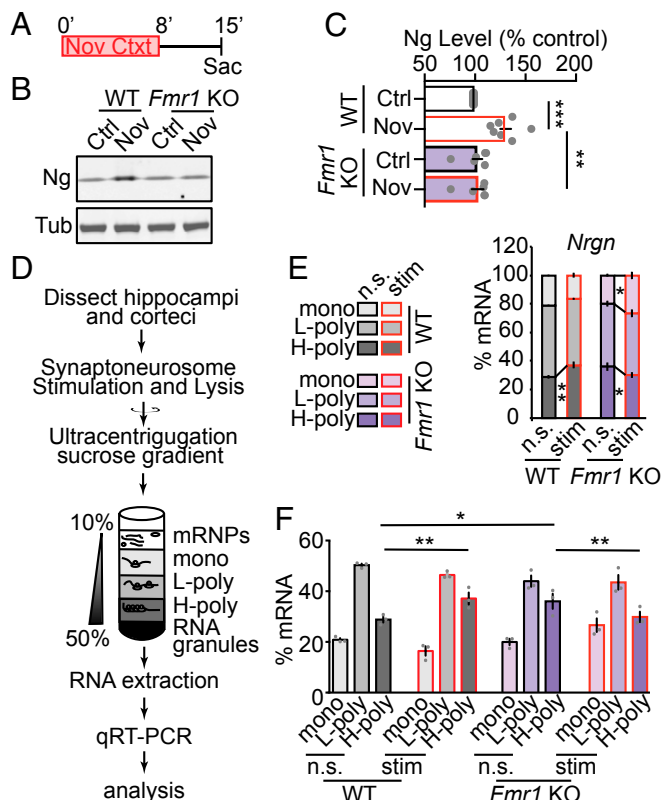 A
0' 8' 15'
Nov Ctxt
Sac
B
WT Fmr1 KO
Ctrl Nov Ctrl Nov
Ng
Tub
C
Ng Level (% control)
50 100 150 200
WT
Ctrl
Nov
Fmr1 KO
Ctrl
Nov
***
**
D
Dissect hippocampi
and corteci
Synaptoneurosome
Stimulation and Lysis
Ultracentrigugation
sucrose gradient
10%
50%
mRNPs
mono
L-poly
H-poly
RNA
granules
RNA extraction
qRT-PCR
analysis
E
n.s. stim
mono
L-poly
H-poly
WT
mono
L-poly
H-poly
Fmr1 KO
Nrgn
% mRNA
120
100
80
60
40
20
0
**
*
*
n.s. stim n.s. stim
WT Fmr1 KO
F
% mRNA
60
40
20
*
** **
mono L-poly H-poly mono L-poly H-poly mono L-poly H-poly mono L-poly H-poly
n.s. stim n.s. stim
WT Fmr1 KO